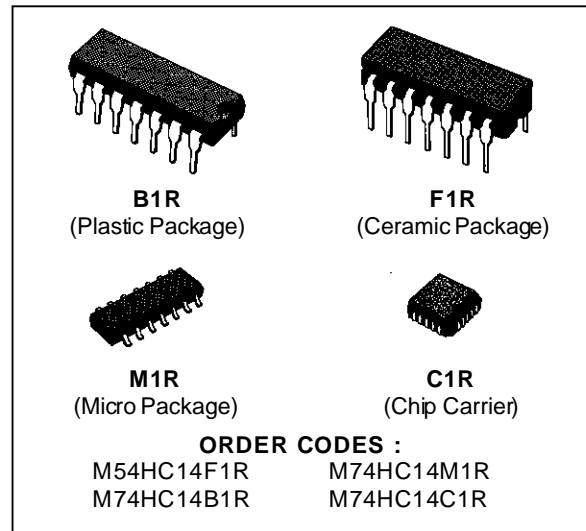 B1R
(Plastic Package)
F1R
(Ceramic Package)
M1R
(Micro Package)
C1R
(Chip Carrier)
ORDER CODES :
M54HC14F1R M74HC14M1R
M74HC14B1R M74HC14C1R